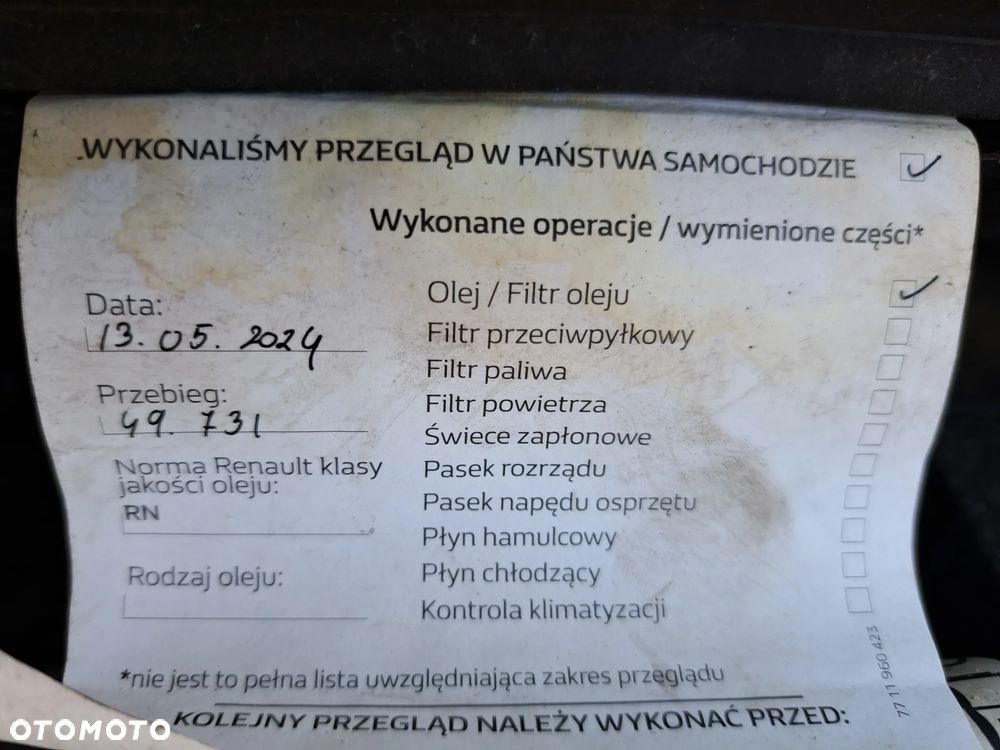 WYKONALIŚMY PRZEGLĄD W PAŃSTWA SAMOCHODZIE
Wykonane operacje / wymienione części*
Data:
13.05.2024
Przebieg:
49.731
Norma Renault klasy
jakości oleju:
RN
Rodzaj oleju:
Olej / Filtr oleju
Filtr przeciwpyłkowy
Filtr paliwa
Filtr powietrza
Świece zapłonowe
Pasek rozrządu
Pasek napędu osprzętu
Płyn hamulcowy
Płyn chłodzący
Kontrola klimatyzacji
77 11 960 423
*nie jest to pełna lista uwzględniająca zakres przeglądu
KOLEJNY PRZEGLĄD NALEŻY WYKONAĆ PRZED:
OTOMOTO